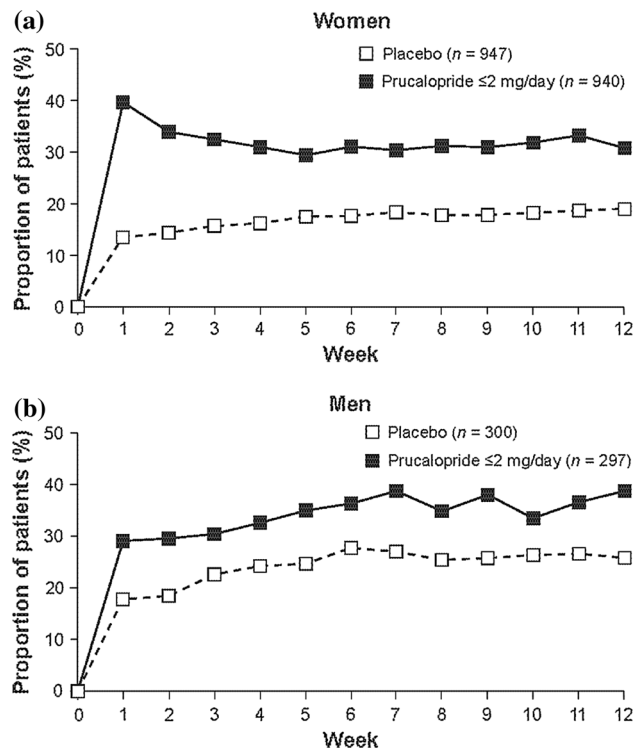 (a)
Women
Placebo (n = 947)
Prucalopride ≤2 mg/day (n = 940)
Proportion of patients (%)
50
40
30
20
10
0
0 1 2 3 4 5 6 7 8 9 10 11 12
Week
(b)
Men
Placebo (n = 300)
Prucalopride ≤2 mg/day (n = 297)
Proportion of patients (%)
50
40
30
20
10
0
0 1 2 3 4 5 6 7 8 9 10 11 12
Week